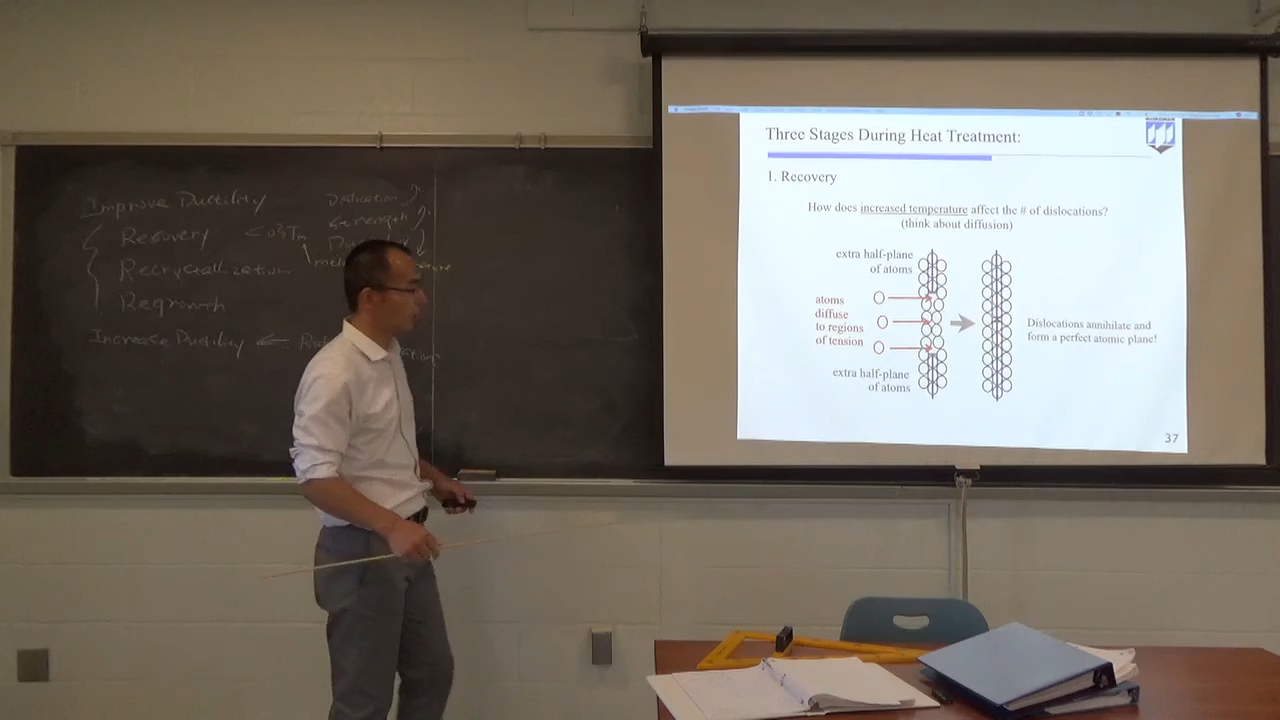 Improve Ductility
Recovery < 0.3Tm
Recrystallization
Regrowth
Increase Ductility ←
Dislocation
Strength
Three Stages During Heat Treatment:
1. Recovery
How does increased temperature affect the # of dislocations?
(think about diffusion)
extra half-plane
of atoms
atoms
diffuse
to regions
of tension
extra half-plane
of atoms
Dislocations annihilate and
form a perfect atomic plane!
37